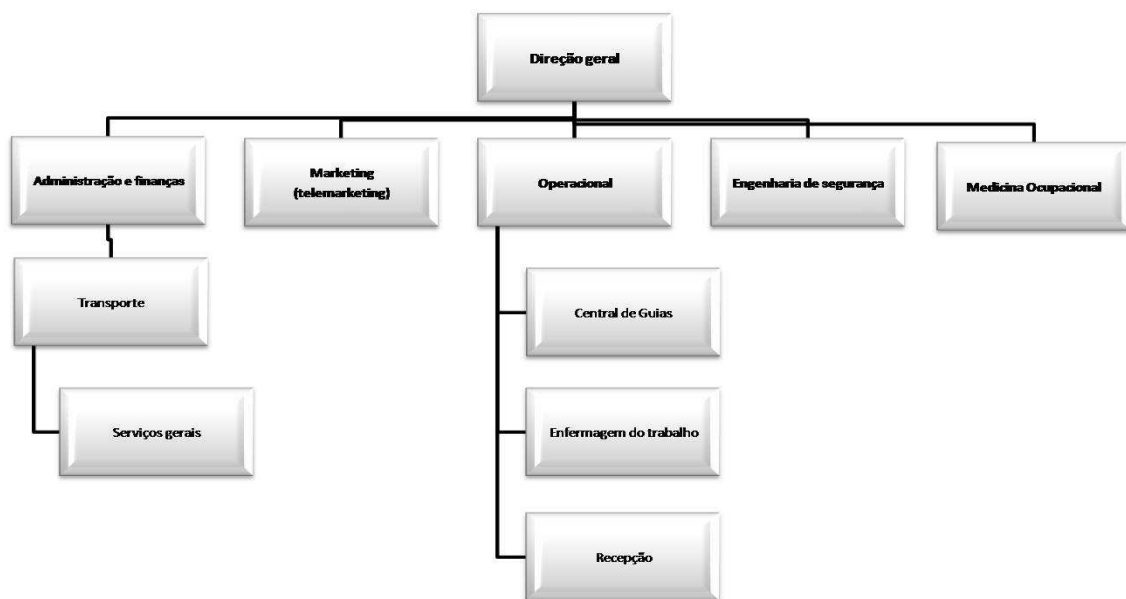 Direção geral
Administração e finanças
Marketing
(telemarketing)
Operacional
Engenharia de segurança
Medicina Ocupacional
Transporte
Central de Guias
Serviços gerais
Enfermagem do trabalho
Recepção